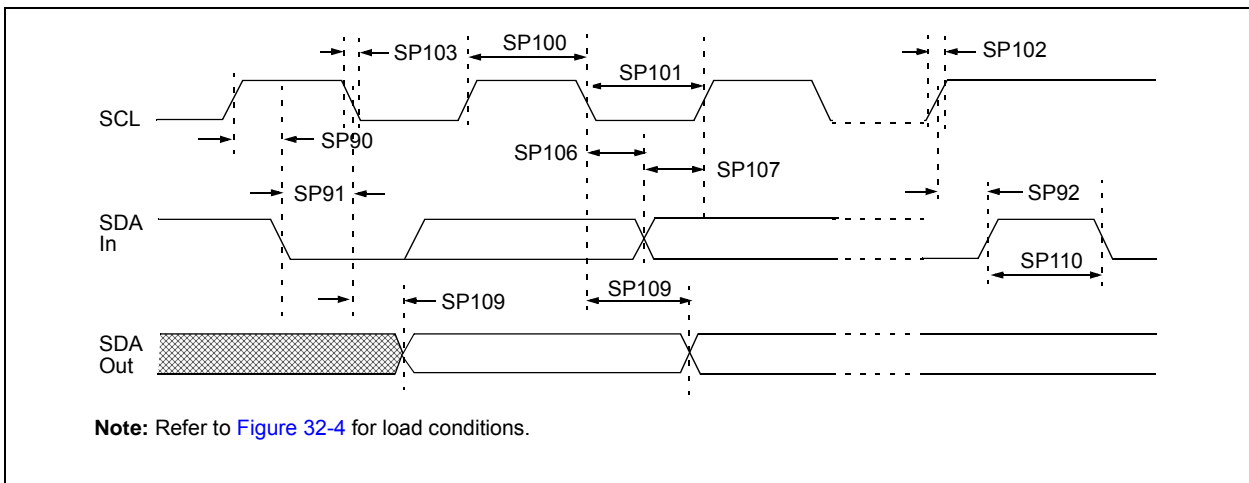 SP103
SP100
SP101
SP102
SCL
SP90
SP106
SP107
SP91
SP92
SDA
In
SP110
SP109
SP109
SDA
Out
Note: Refer to Figure 32-4 for load conditions.